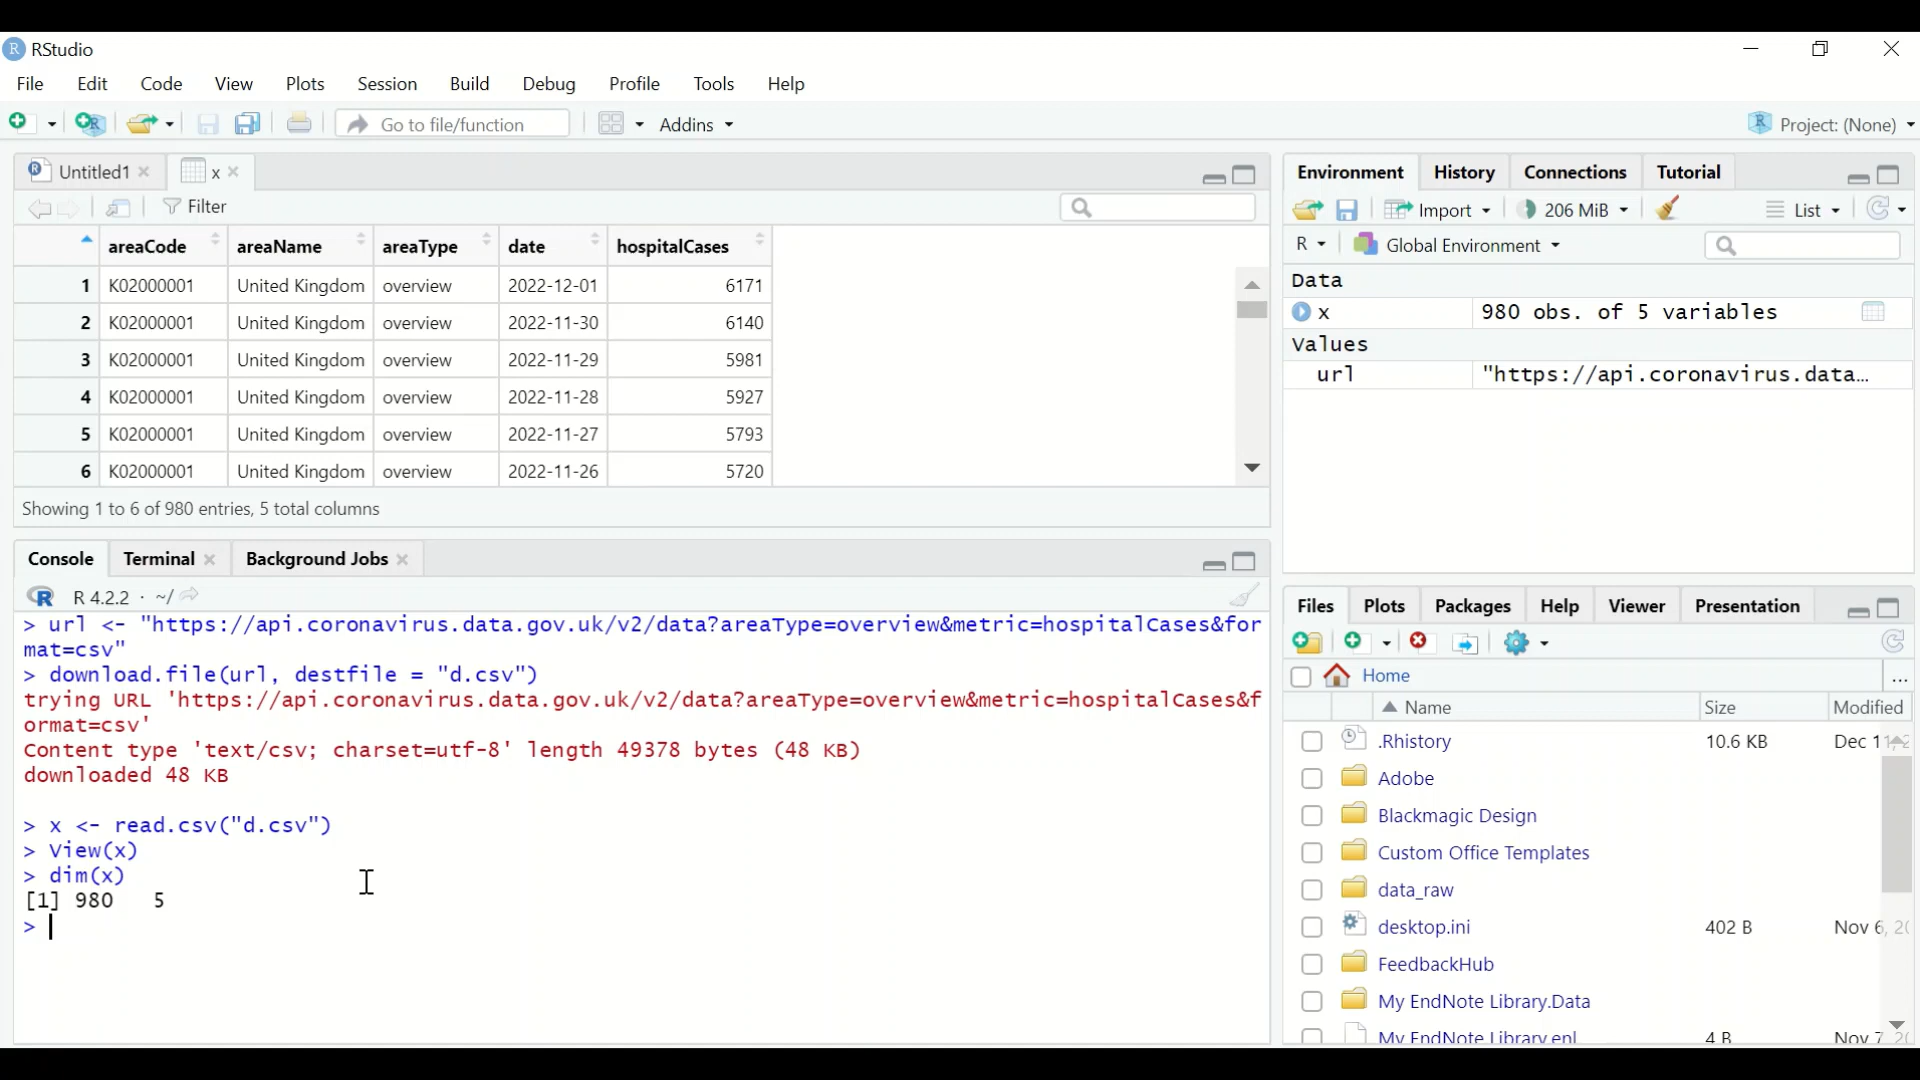 RStudio
File Edit Code View Plots Session Build Debug Profile Tools Help
Go to file/function Addins Project: (None)
Untitled1 x
Filter
areaCode areaName areaType date hospitalCases
1 K02000001 United Kingdom overview 2022-12-01 6171
2 K02000001 United Kingdom overview 2022-11-30 6140
3 K02000001 United Kingdom overview 2022-11-29 5981
4 K02000001 United Kingdom overview 2022-11-28 5927
5 K02000001 United Kingdom overview 2022-11-27 5793
6 K02000001 United Kingdom overview 2022-11-26 5720
Showing 1 to 6 of 980 entries, 5 total columns
Console Terminal Background Jobs
R 4.2.2 · ~/
> url <- "https://api.coronavirus.data.gov.uk/v2/data?areaType=overview&metric=hospitalCases&for
mat=csv"
> download.file(url, destfile = "d.csv")
trying URL 'https://api.coronavirus.data.gov.uk/v2/data?areaType=overview&metric=hospitalCases&f
ormat=csv'
Content type 'text/csv; charset=utf-8' length 49378 bytes (48 KB)
downloaded 48 KB
> x <- read.csv("d.csv")
> View(x)
> dim(x)
[1] 980 5
>
Environment History Connections Tutorial
Import 206 MiB List
R Global Environment
Data
x 980 obs. of 5 variables
Values
url "https://api.coronavirus.data…
Files Plots Packages Help Viewer Presentation
Home ...
Name Size Modified
.Rhistory 10.6 KB Dec 11, 2
Adobe
Blackmagic Design
Custom Office Templates
data_raw
desktop.ini 402 B Nov 6, 20
FeedbackHub
My EndNote Library.Data
My EndNote Library.enl 4 B Nov 7, 20